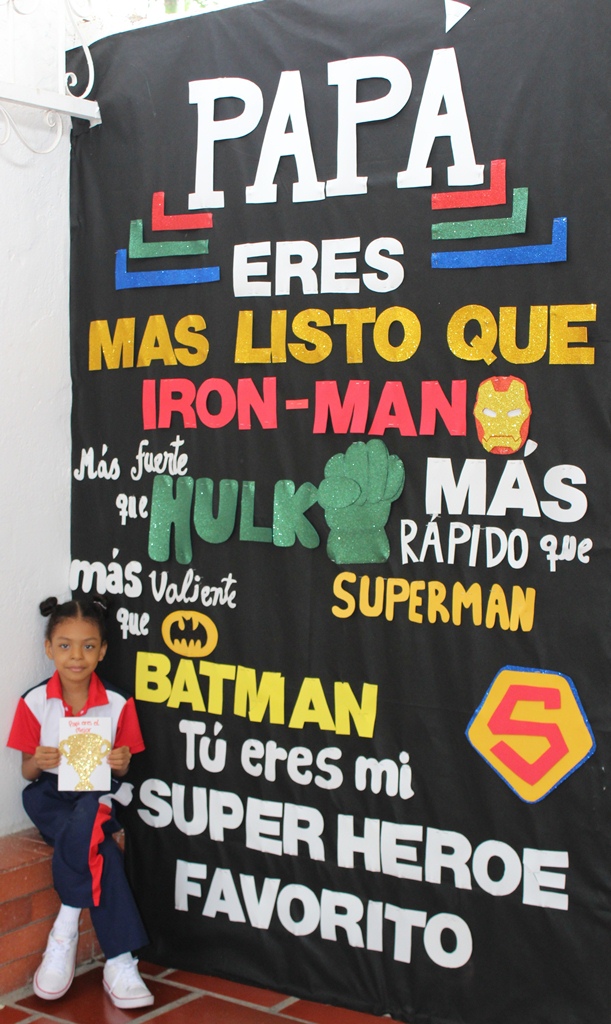 PAPÁ
ERES
MAS LISTO QUE
IRON-MAN
Más fuerte que
HULK
MÁS
RÁPIDO que
SUPERMAN
más Valiente que
BATMAN
Tú eres mi
SUPER HEROE
FAVORITO
S